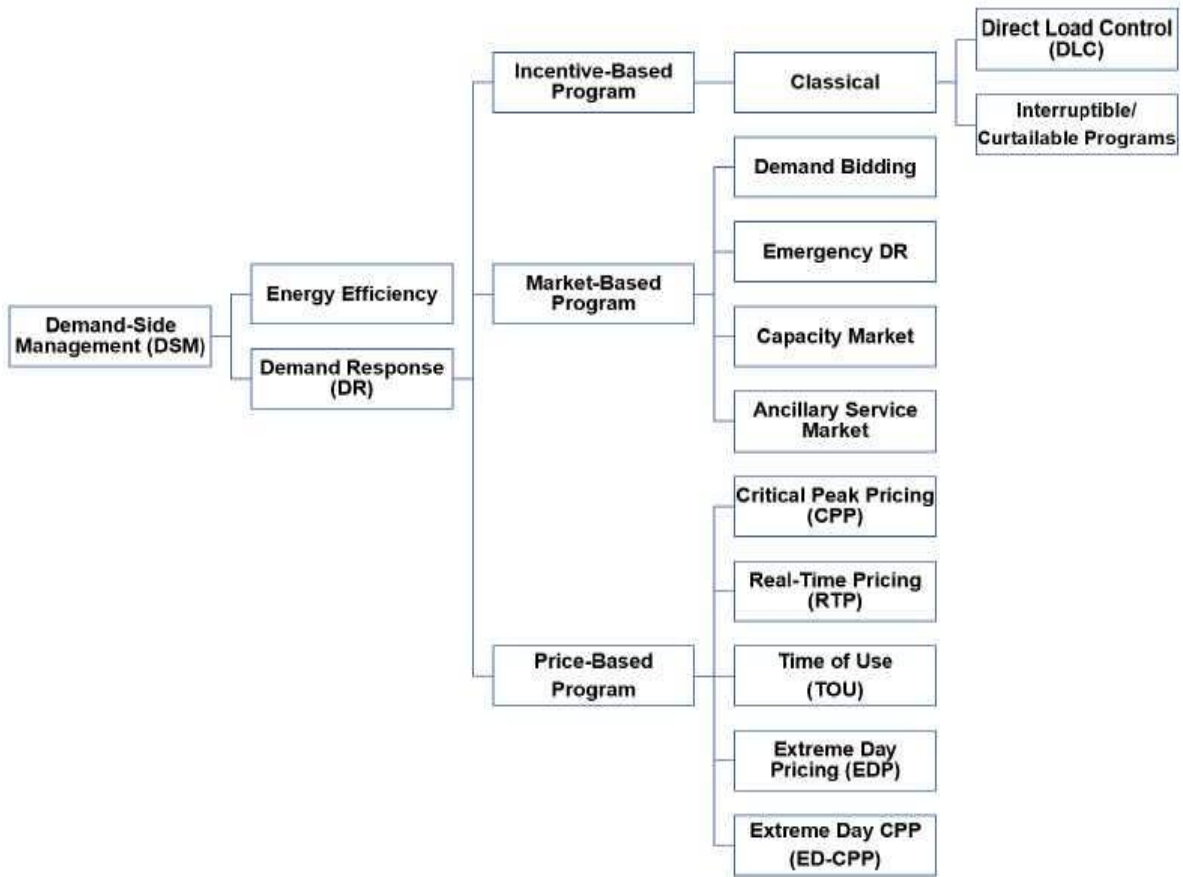 Demand-Side
Management (DSM)
Energy Efficiency
Demand Response
(DR)
Incentive-Based
Program
Market-Based
Program
Price-Based
Program
Classical
Demand Bidding
Emergency DR
Capacity Market
Ancillary Service
Market
Critical Peak Pricing
(CPP)
Real-Time Pricing
(RTP)
Time of Use
(TOU)
Extreme Day
Pricing (EDP)
Extreme Day CPP
(ED-CPP)
Direct Load Control
(DLC)
Interruptible/
Curtailable Programs